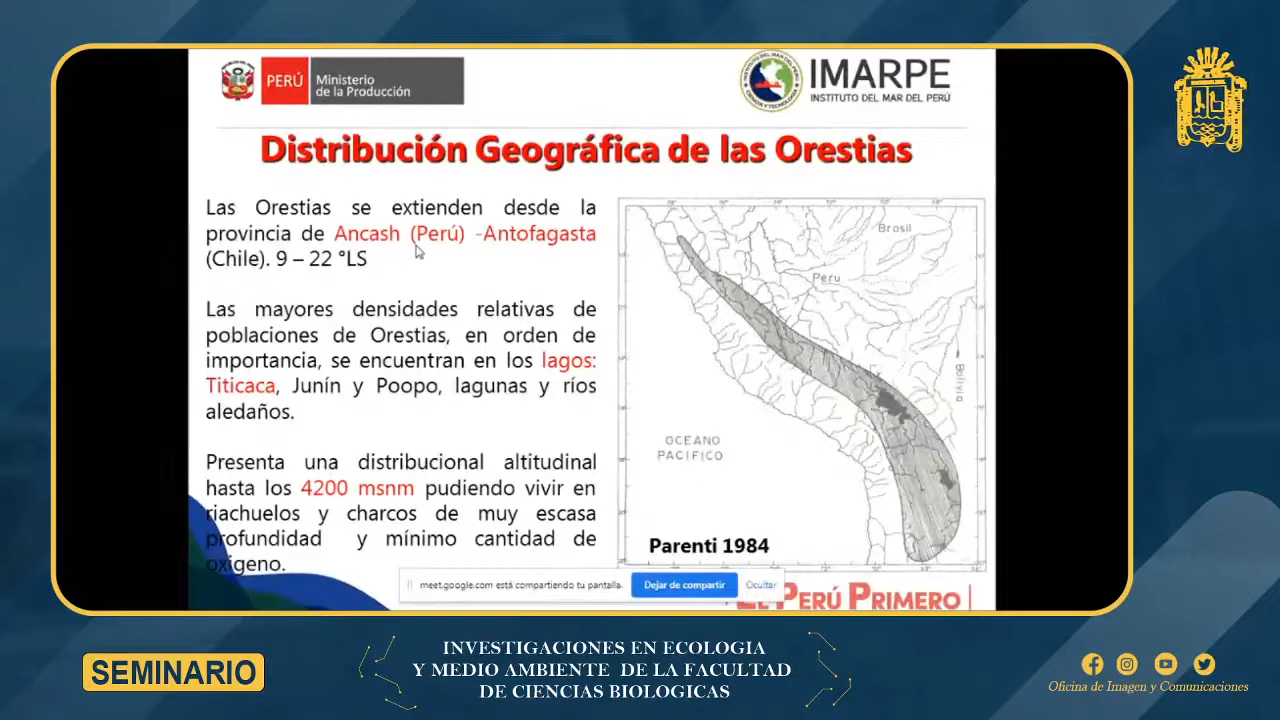 PERÚ
Ministerio
de la Producción
IMARPE
INSTITUTO DEL MAR DEL PERÚ
Distribución Geográfica de las Orestias
Las Orestias se extienden desde la
provincia de Ancash (Perú) -Antofagasta
(Chile). 9 – 22 °LS
Las mayores densidades relativas de
poblaciones de Orestias, en orden de
importancia, se encuentran en los lagos:
Titicaca, Junín y Poopo, lagunas y ríos
aledaños.
Presenta una distribucional altitudinal
hasta los 4200 msnm pudiendo vivir en
riachuelos y charcos de muy escasa
profundidad y mínimo cantidad de
oxigeno.
Brasil
Peru
Bolivia
OCEANO
PACIFICO
Parenti 1984
meet.google.com está compartiendo tu pantalla.
Dejar de compartir
Ocultar
EL PERÚ PRIMERO
SEMINARIO
INVESTIGACIONES EN ECOLOGIA
Y MEDIO AMBIENTE DE LA FACULTAD
DE CIENCIAS BIOLOGICAS
Oficina de Imagen y Comunicaciones